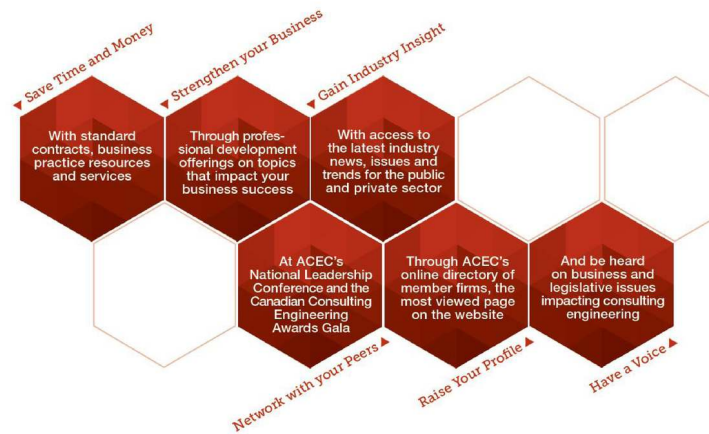 Save Time and Money
With standard
contracts, business
practice resources
and services
Strengthen your Business
Through profes-
sional development
offerings on topics
that impact your
business success
Gain Industry Insight
With access to
the latest industry
news, issues and
trends for the public
and private sector
At ACEC's
National Leadership
Conference and the
Canadian Consulting
Engineering
Awards Gala
Network with your Peers
Through ACEC's
online directory of
member firms, the
most viewed page
on the website
Raise Your Profile
And be heard
on business and
legislative issues
impacting consulting
engineering
Have a Voice